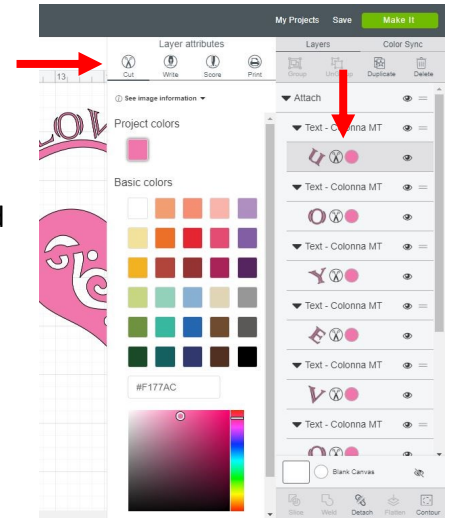 My Projects Save Make It
Layer attributes
Layers Color Sync
Cut Write Score Print
Group UnGroup Duplicate Delete
13
See image information
Attach
Project colors
Text - Colonna MT
U
Basic colors
Text - Colonna MT
O
Text - Colonna MT
Y
Text - Colonna MT
E
Text - Colonna MT
V
#F177AC
Text - Colonna MT
O
Blank Canvas
Slice Weld Detach Flatten Contour
LOV